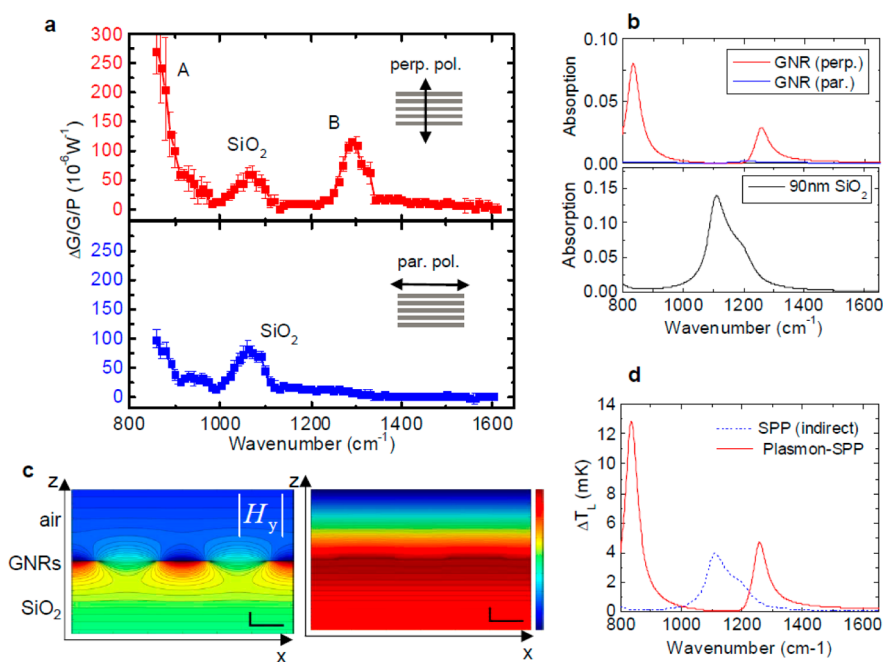 a
ΔG/G/P (10⁻⁶W⁻¹)
300
250
200
150
100
50
0
A
SiO₂
B
perp. pol.
250
200
150
100
50
0
SiO₂
par. pol.
800 1000 1200 1400 1600
Wavenumber (cm⁻¹)
b
Absorption
0.10
0.05
0.00
GNR (perp.)
GNR (par.)
Absorption
0.15
0.10
0.05
0.00
90nm SiO₂
800 1000 1200 1400 1600
Wavenumber (cm⁻¹)
c
z
air
GNRs
SiO₂
|Hy|
x
z
x
d
ΔT_L (mK)
14
12
10
8
6
4
2
0
SPP (indirect)
Plasmon-SPP
800 1000 1200 1400 1600
Wavenumber (cm-1)